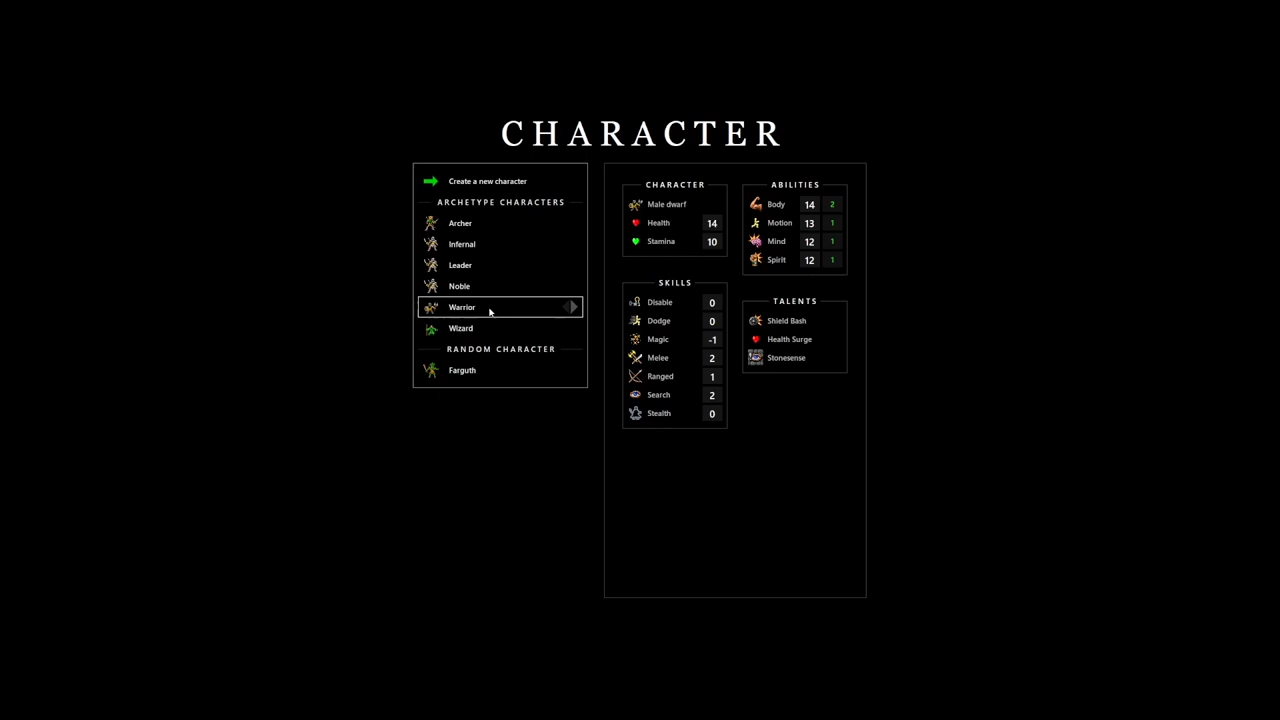 CHARACTER
Create a new character
ARCHETYPE CHARACTERS
Archer
Infernal
Leader
Noble
Warrior
Wizard
RANDOM CHARACTER
Farguth
CHARACTER
Male dwarf
Health 14
Stamina 10
SKILLS
Disable 0
Dodge 0
Magic -1
Melee 2
Ranged 1
Search 2
Stealth 0
ABILITIES
Body 14 2
Motion 13 1
Mind 12 1
Spirit 12 1
TALENTS
Shield Bash
Health Surge
Stonesense